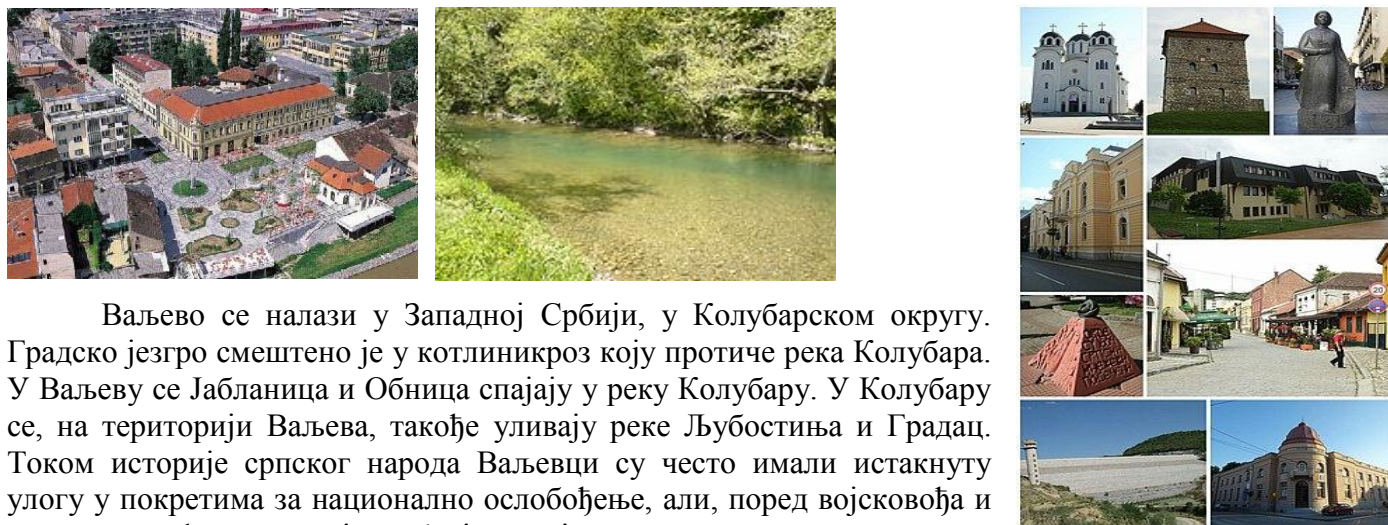 Ваљево се налази у Западној Србији, у Колубарском округу.
Градско језгро смештено је у котлиникроз коју протиче река Колубара.
У Ваљеву се Јабланица и Обница спајају у реку Колубару. У Колубару
се, на територији Ваљева, такође уливају реке Љубостиња и Градац.
Током историје српског народа Ваљевци су често имали истакнуту
улогу у покретима за национално ослобођење, али, поред војсковођа и
20